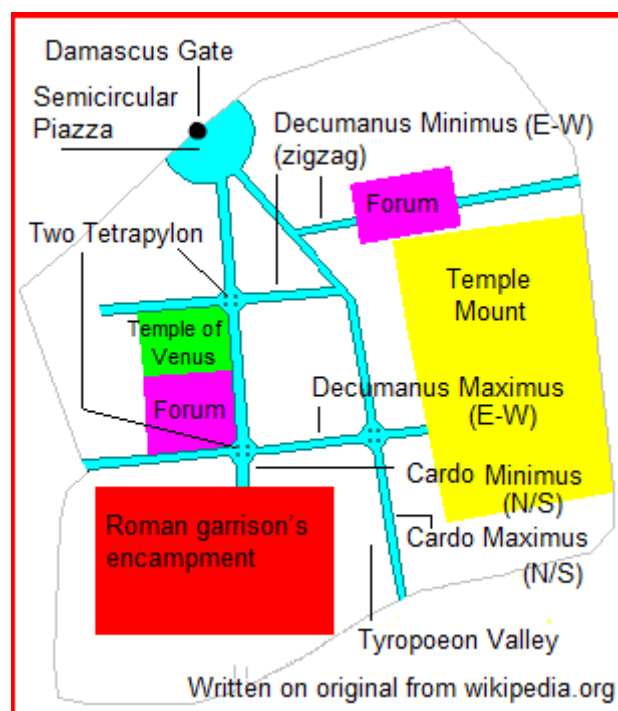 Damascus Gate
Semicircular
Piazza
Decumanus Minimus (E-W)
(zigzag)
Forum
Two Tetrapylon
Temple
Mount
Temple of
Venus
Forum
Decumanus Maximus
(E-W)
Cardo Minimus
(N/S)
Roman garrison's
encampment
Cardo Maximus
(N/S)
Tyropoeon Valley
Written on original from wikipedia.org